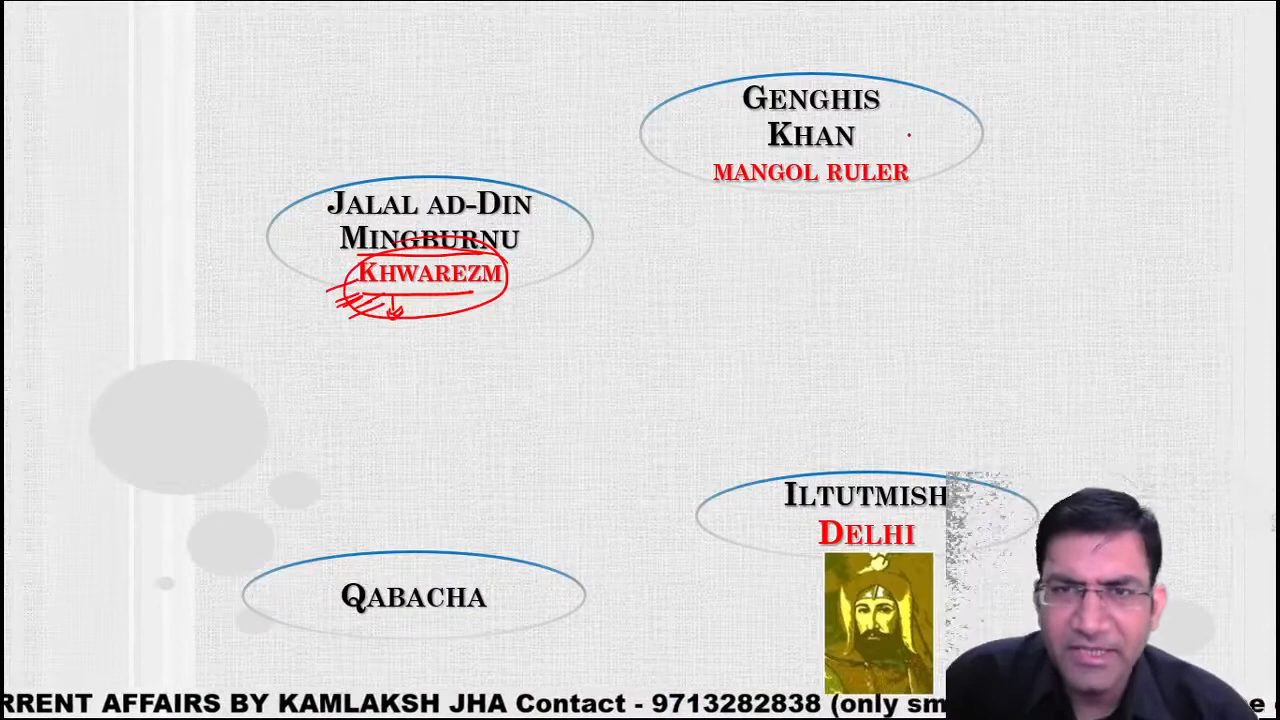 GENGHIS
KHAN
MANGOL RULER
JALAL AD-DIN
MINGBURNU
KHWAREZM
ILTUTMISH
DELHI
QABACHA
RRENT AFFAIRS BY KAMLAKSH JHA Contact - 9713282838 (only sm